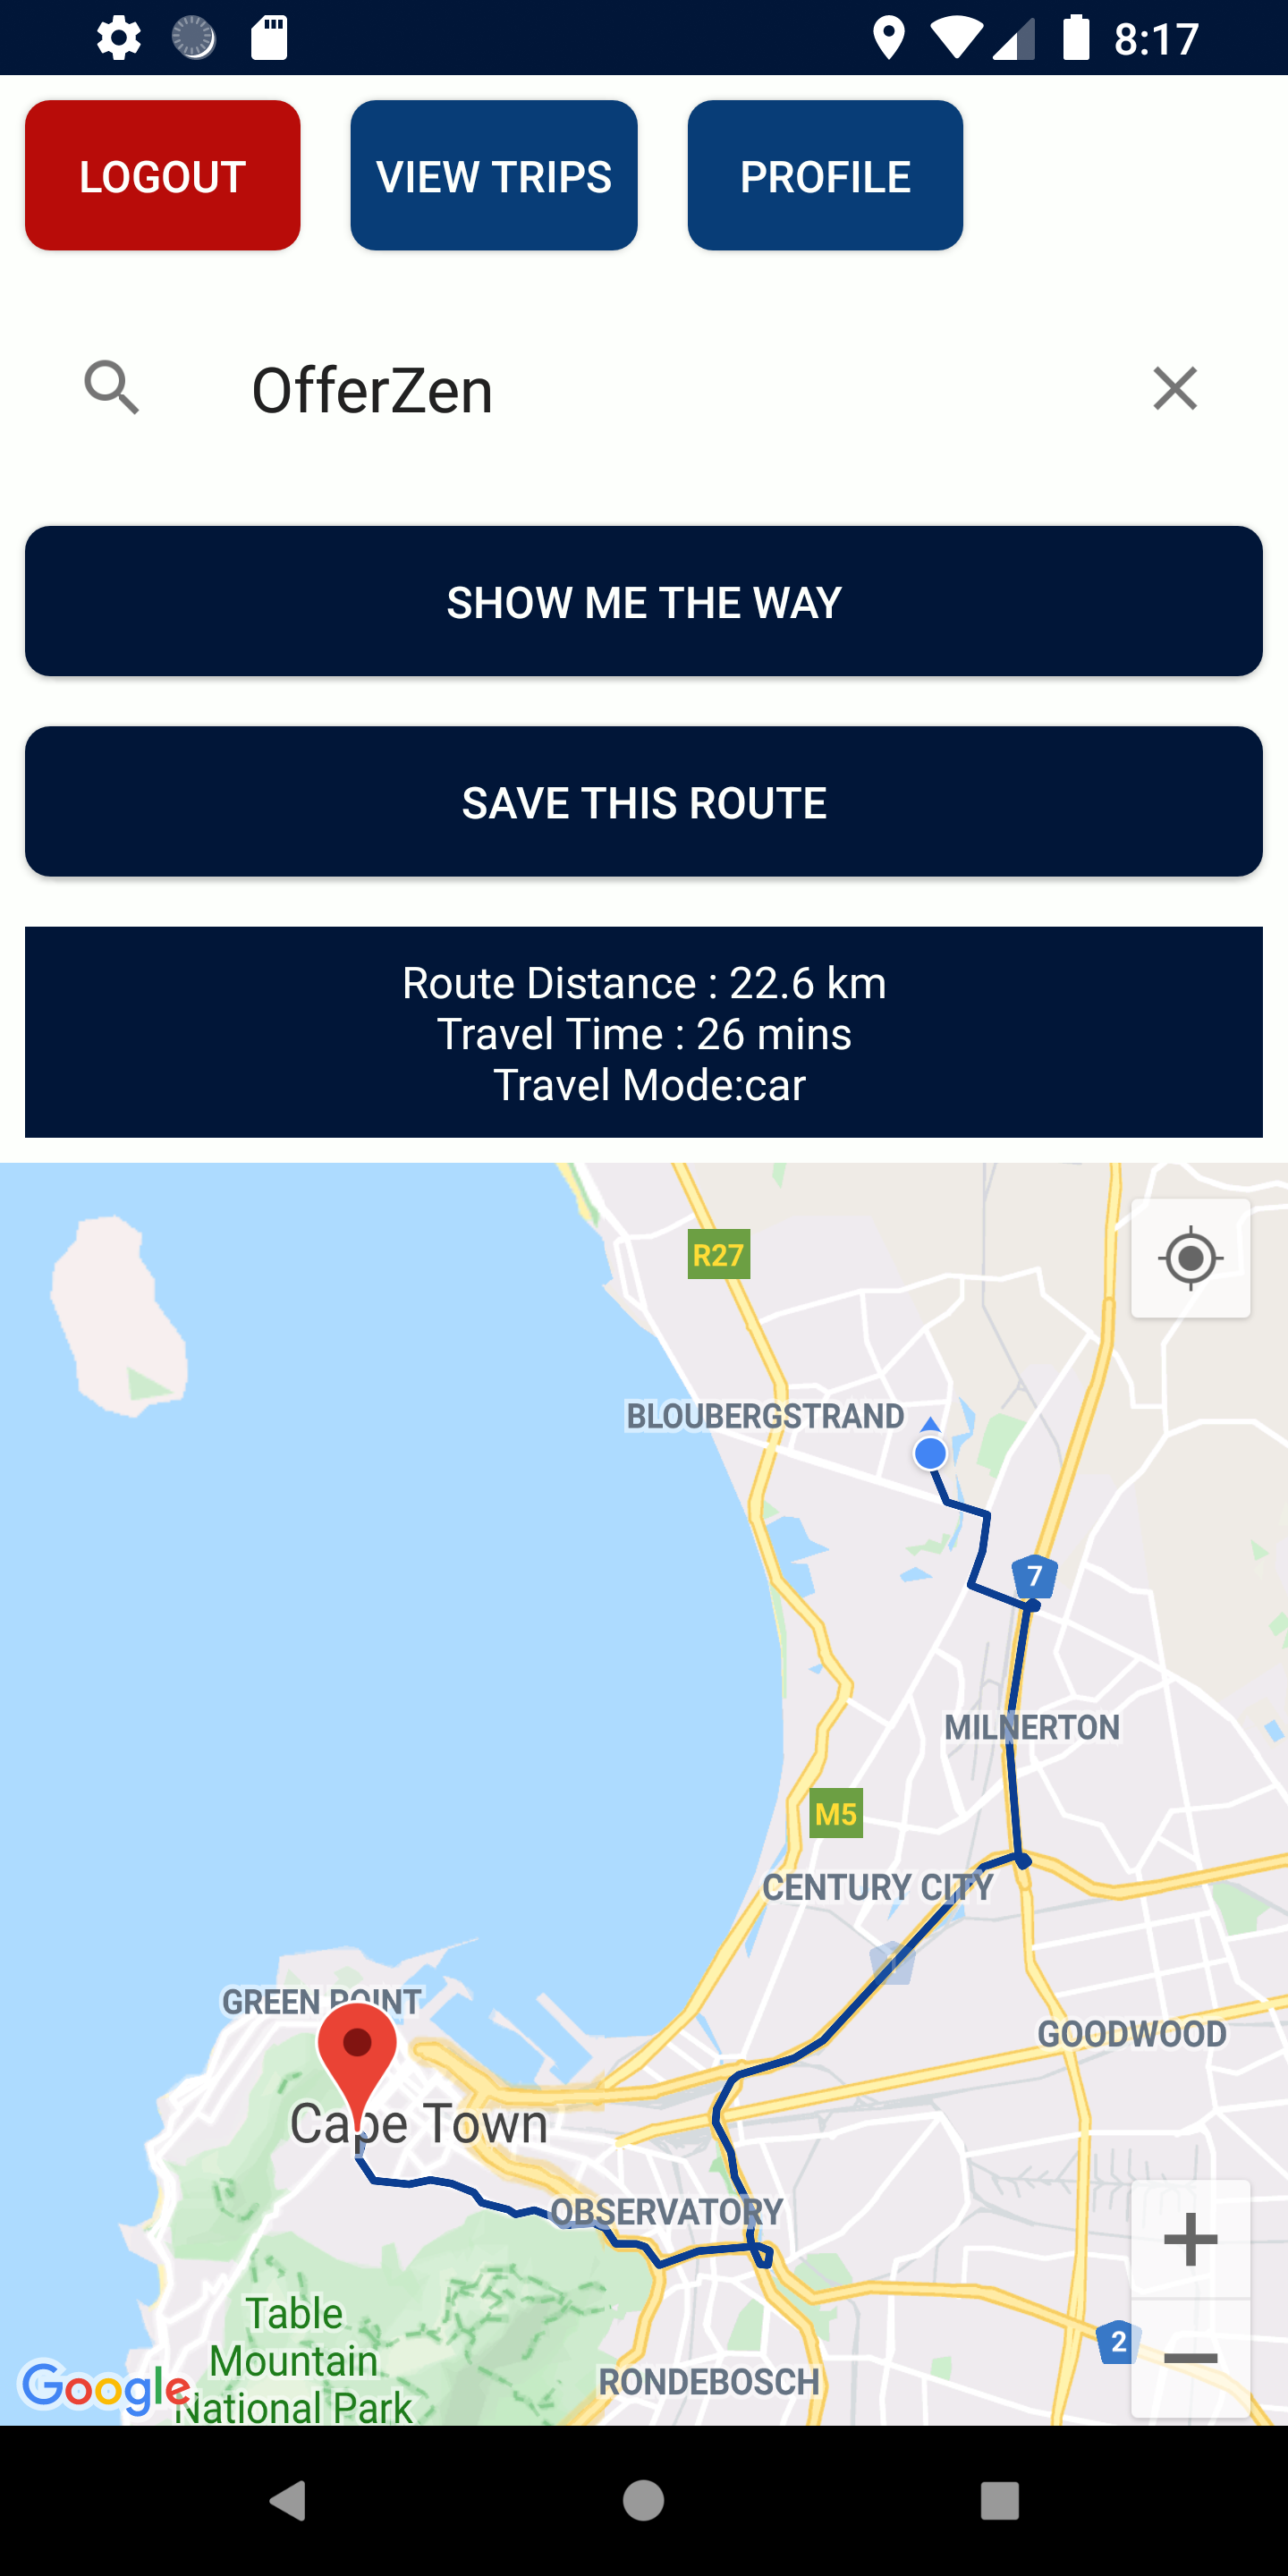 8:17
LOGOUT
VIEW TRIPS
PROFILE
OfferZen
SHOW ME THE WAY
SAVE THIS ROUTE
Route Distance : 22.6 km
Travel Time : 26 mins
Travel Mode:car
R27
BLOUBERGSTRAND
7
MILNERTON
M5
CENTURY CITY
GREEN POINT
GOODWOOD
Cape Town
OBSERVATORY
Table
Mountain
National Park
2
RONDEBOSCH
Google